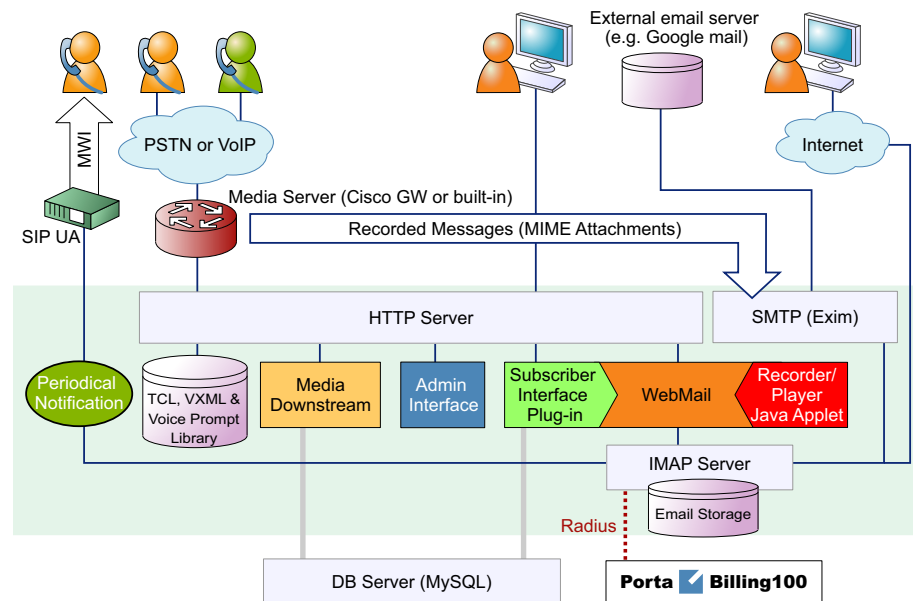 External email server
(e.g. Google mail)
MWI
PSTN or VoIP
Internet
SIP UA
Media Server (Cisco GW or built-in)
Recorded Messages (MIME Attachments)
HTTP Server
SMTP (Exim)
Periodical
Notification
TCL, VXML &
Voice Prompt
Library
Media
Downstream
Admin
Interface
Subscriber
Interface
Plug-in
WebMail
Recorder/
Player
Java Applet
IMAP Server
Email Storage
Radius
DB Server (MySQL)
Porta Billing100